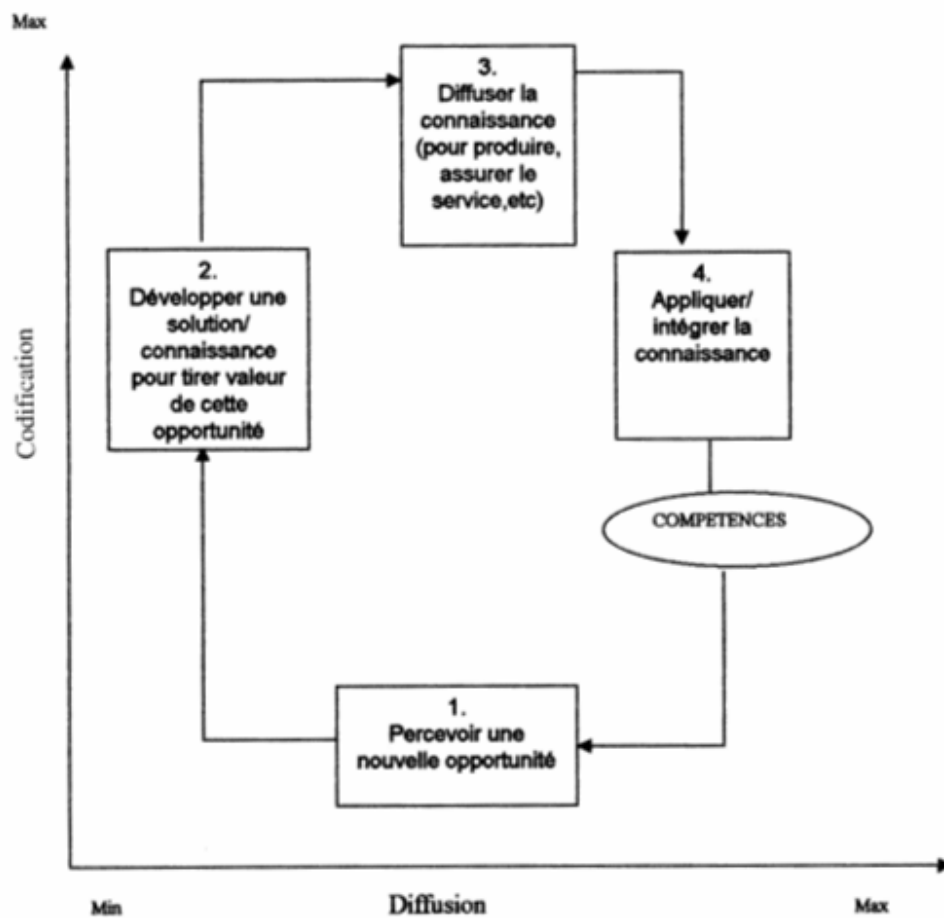 Max
3.
Diffuser la
connaissance
(pour produire,
assurer le
service,etc)
2.
Développer une
solution/
connaissance
pour tirer valeur
de cette
opportunité
4.
Appliquer/
intégrer la
connaissance
Codification
COMPETENCES
1.
Percevoir une
nouvelle opportunité
Min
Diffusion
Max